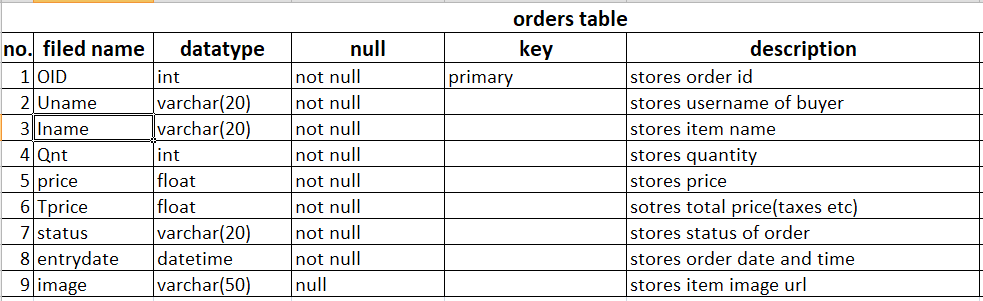 orders table
no. filed name datatype null key description
1 OID int not null primary stores order id
2 Uname varchar(20) not null stores username of buyer
3 Iname varchar(20) not null stores item name
4 Qnt int not null stores quantity
5 price float not null stores price
6 Tprice float not null sotres total price(taxes etc)
7 status varchar(20) not null stores status of order
8 entrydate datetime not null stores order date and time
9 image varchar(50) null stores item image url